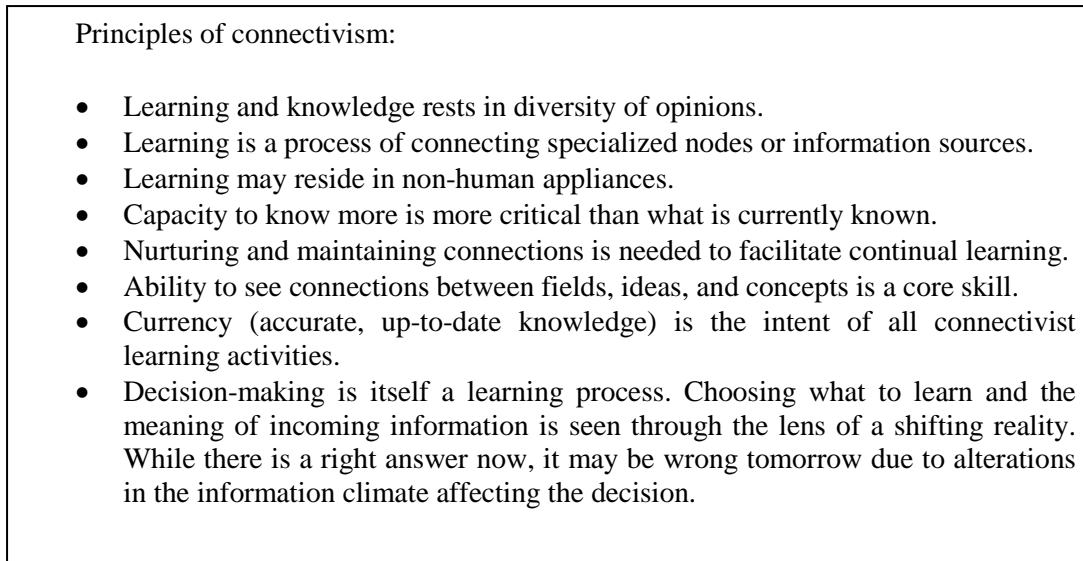 Principles of connectivism:
• Learning and knowledge rests in diversity of opinions.
• Learning is a process of connecting specialized nodes or information sources.
• Learning may reside in non-human appliances.
• Capacity to know more is more critical than what is currently known.
• Nurturing and maintaining connections is needed to facilitate continual learning.
• Ability to see connections between fields, ideas, and concepts is a core skill.
• Currency (accurate, up-to-date knowledge) is the intent of all connectivist
learning activities.
• Decision-making is itself a learning process. Choosing what to learn and the
meaning of incoming information is seen through the lens of a shifting reality.
While there is a right answer now, it may be wrong tomorrow due to alterations
in the information climate affecting the decision.